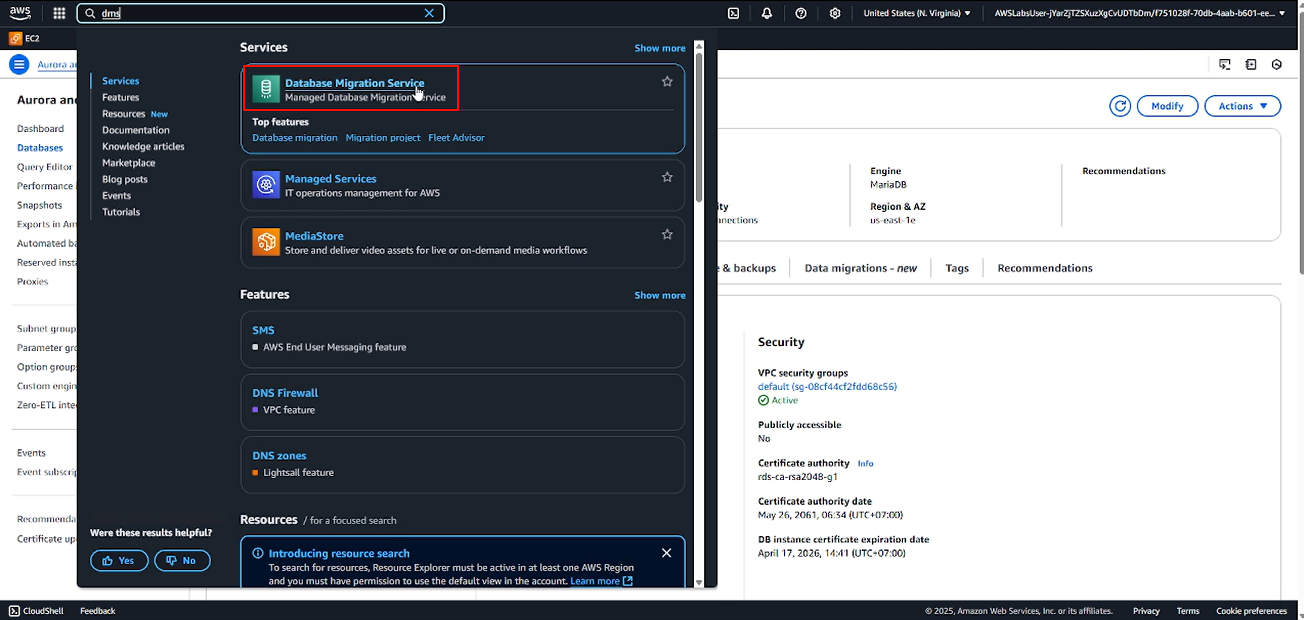 aws
dms
United States (N. Virginia)
AWSLabsUser-jYarZjTZSXuzXgCvUDTbDm/f751028f-70db-4aab-b601-ee...
EC2
Aurora an
Aurora an
Dashboard
Databases
Query Editor
Performance
Snapshots
Exports in Am
Automated ba
Reserved insta
Proxies
Subnet group
Parameter gro
Option groups
Custom engin
Zero-ETL inte
Events
Event subscrip
Recommenda
Certificate up
Services
Features
Resources New
Documentation
Knowledge articles
Marketplace
Blog posts
Events
Tutorials
Were these results helpful?
Yes
No
Services
Show more
Database Migration Service
Managed Database Migration Service
Top features
Database migration Migration project Fleet Advisor
Managed Services
IT operations management for AWS
MediaStore
Store and deliver video assets for live or on-demand media workflows
Features
Show more
SMS
AWS End User Messaging feature
DNS Firewall
VPC feature
DNS zones
Lightsail feature
Resources / for a focused search
Introducing resource search
To search for resources, Resource Explorer must be active in at least one AWS Region
and you must have permission to use the default view in the account. Learn more
Modify
Actions
ity
nnections
Engine
MariaDB
Region & AZ
us-east-1e
Recommendations
e & backups
Data migrations - new
Tags
Recommendations
Security
VPC security groups
default (sg-08cf44cf2fdd68c56)
Active
Publicly accessible
No
Certificate authority Info
rds-ca-rsa2048-g1
Certificate authority date
May 26, 2061, 06:34 (UTC+07:00)
DB instance certificate expiration date
April 17, 2026, 14:41 (UTC+07:00)
CloudShell
Feedback
© 2025, Amazon Web Services, Inc. or its affiliates.
Privacy
Terms
Cookie preferences